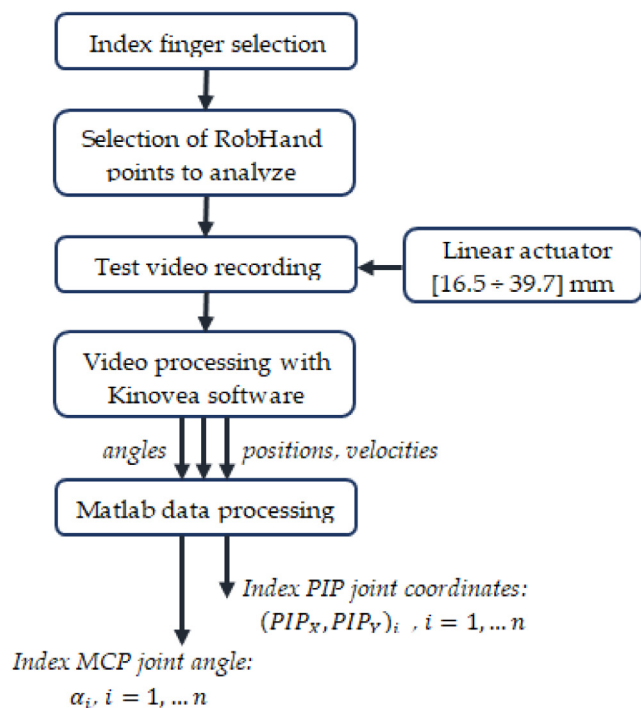 Index finger selection
Selection of RobHand
points to analyze
Test video recording
Linear actuator
[16.5 ÷ 39.7] mm
Video processing with
Kinovea software
angles
positions, velocities
Matlab data processing
Index PIP joint coordinates:
(PIP_X, PIP_Y)_i , i = 1, … n
Index MCP joint angle:
α_i, i = 1, … n